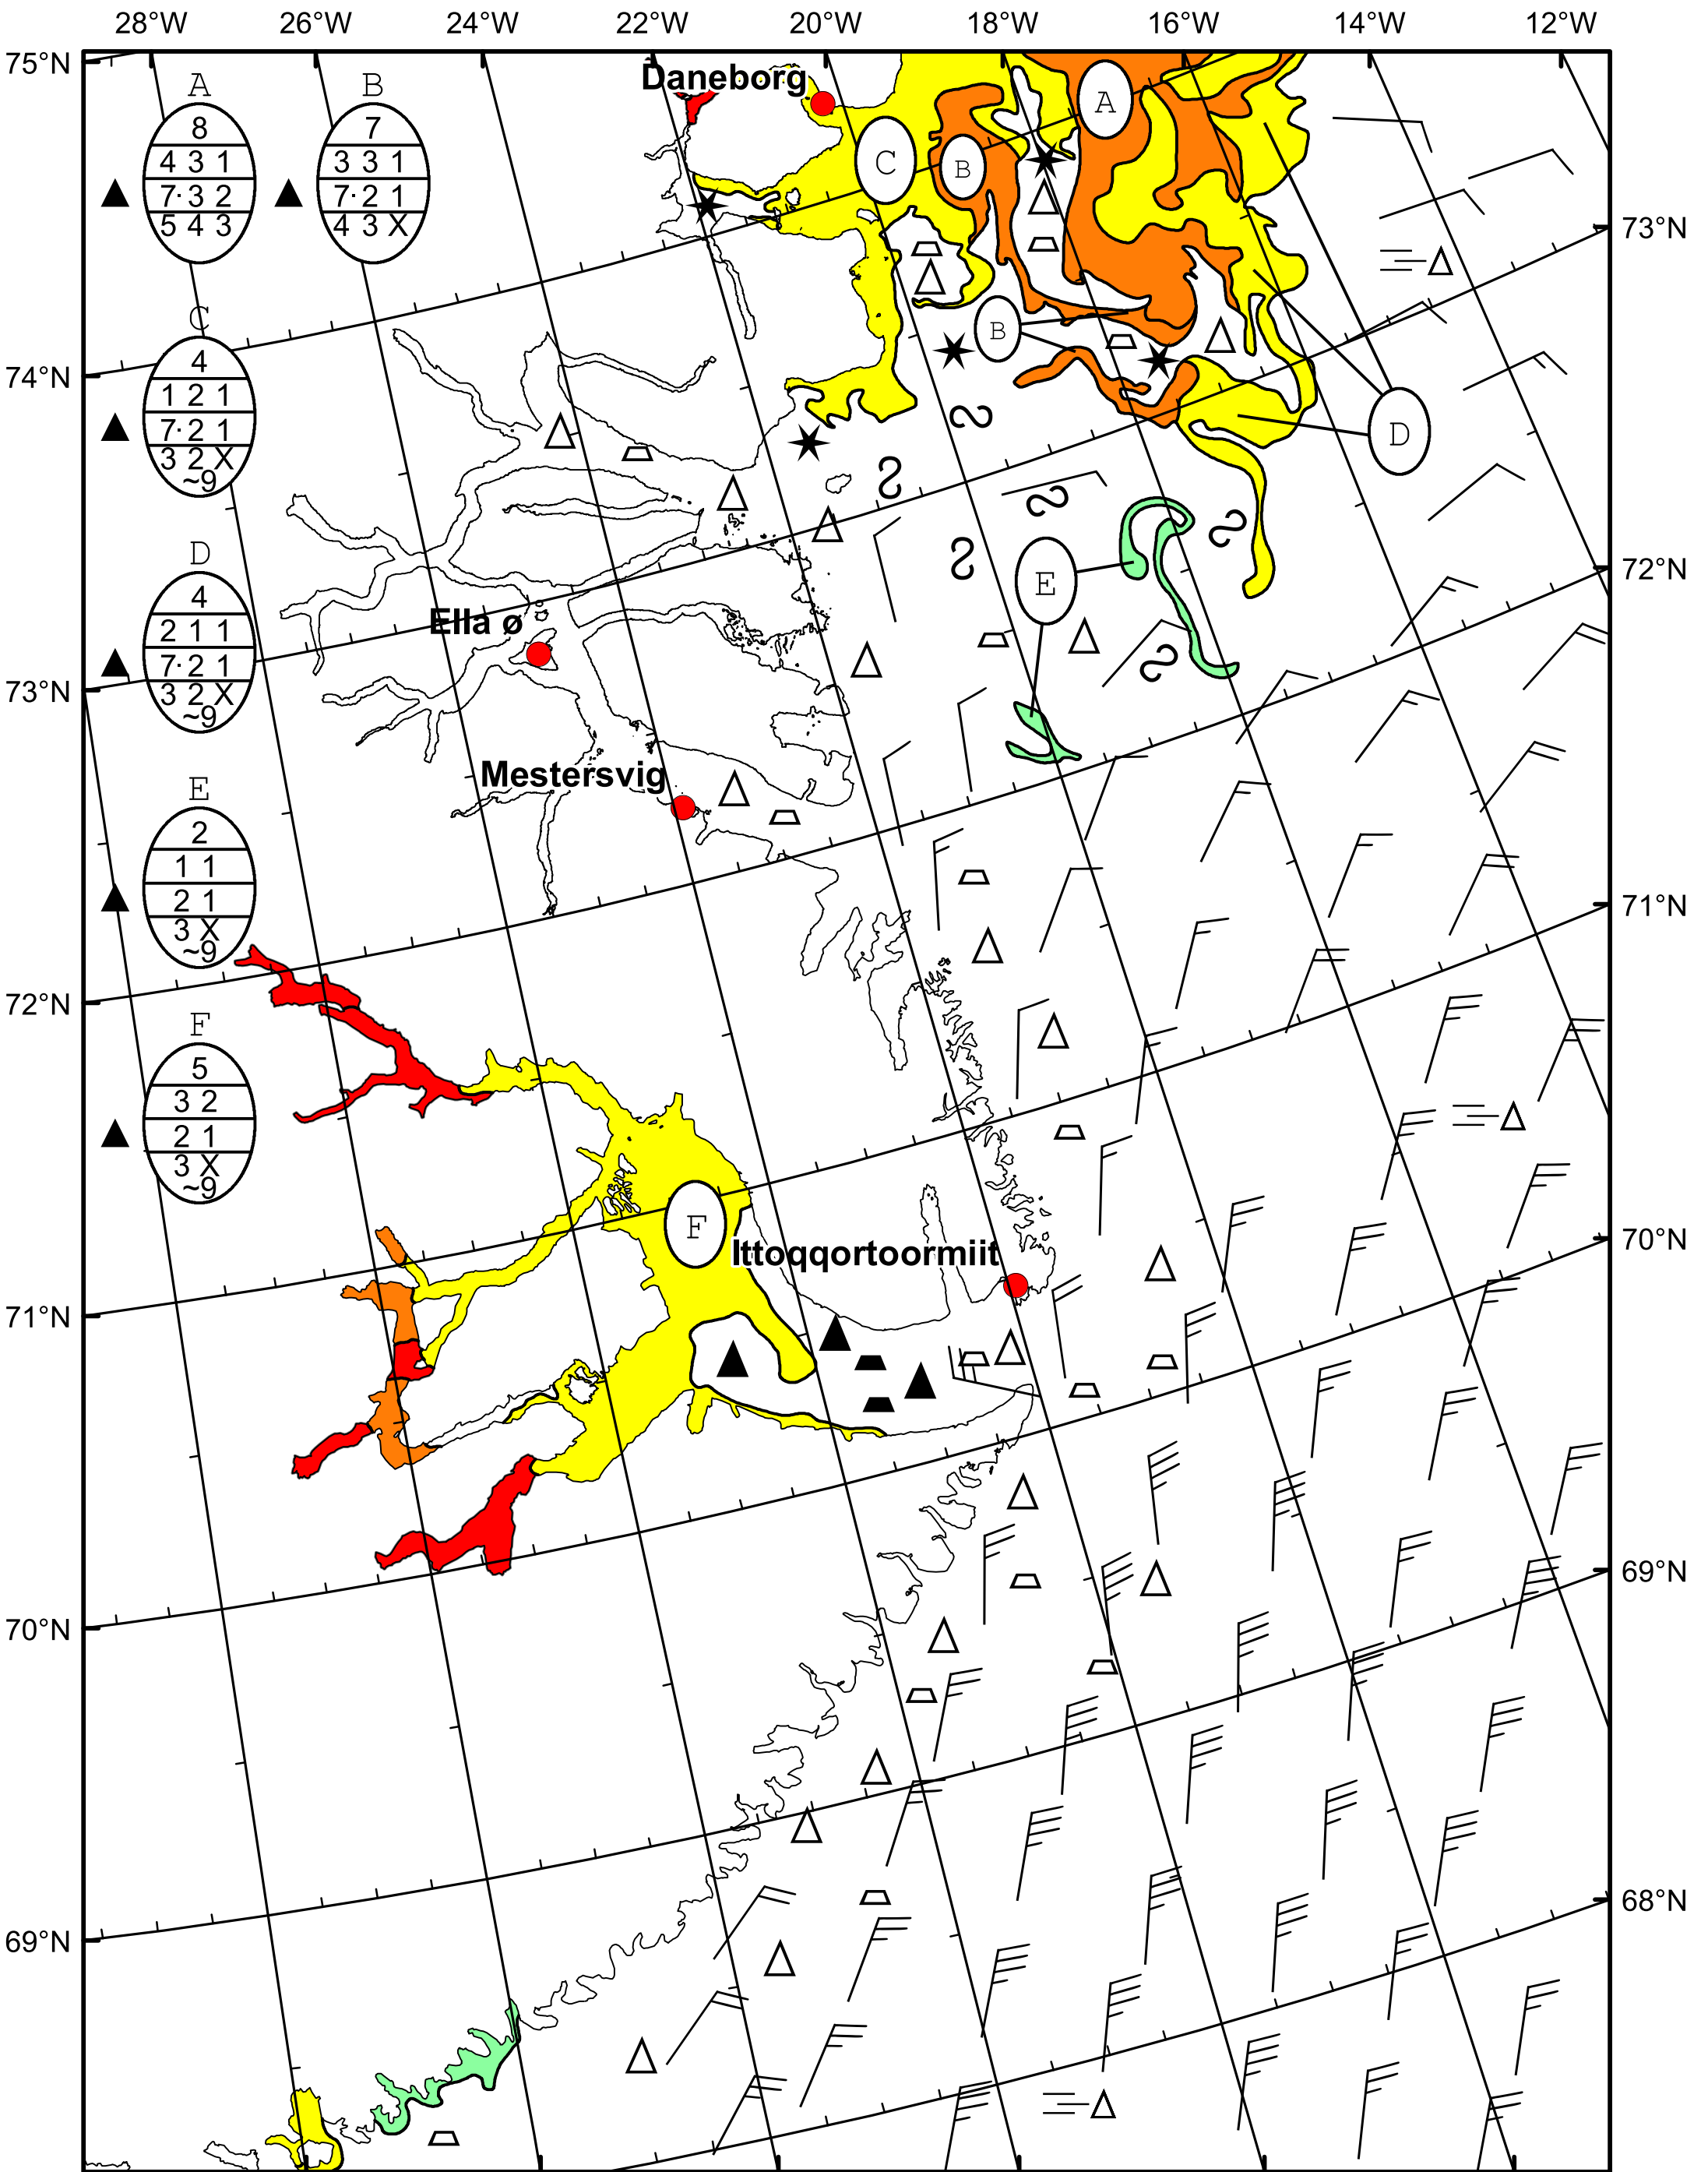 28°W 26°W 24°W 22°W 20°W 18°W 16°W 14°W 12°W
75°N
Daneborg
A B
8 7
4 3 1 3 3 1
7· 3 2 7· 2 1
5 4 3 4 3 X
A
C B
73°N
C
4
1 2 1
7· 2 1
3 2 X
~9
B
74°N
D
D
4
2 1 1
7· 2 1
3 2 X
~9
72°N
E
Ella ø
73°N
Mestersvig
E
2
1 1
2 1
3 X
~9
71°N
72°N
F
5
3 2
2 1
3 X
~9
F
70°N
Ittoqqortoormiit
71°N
69°N
70°N
68°N
69°N